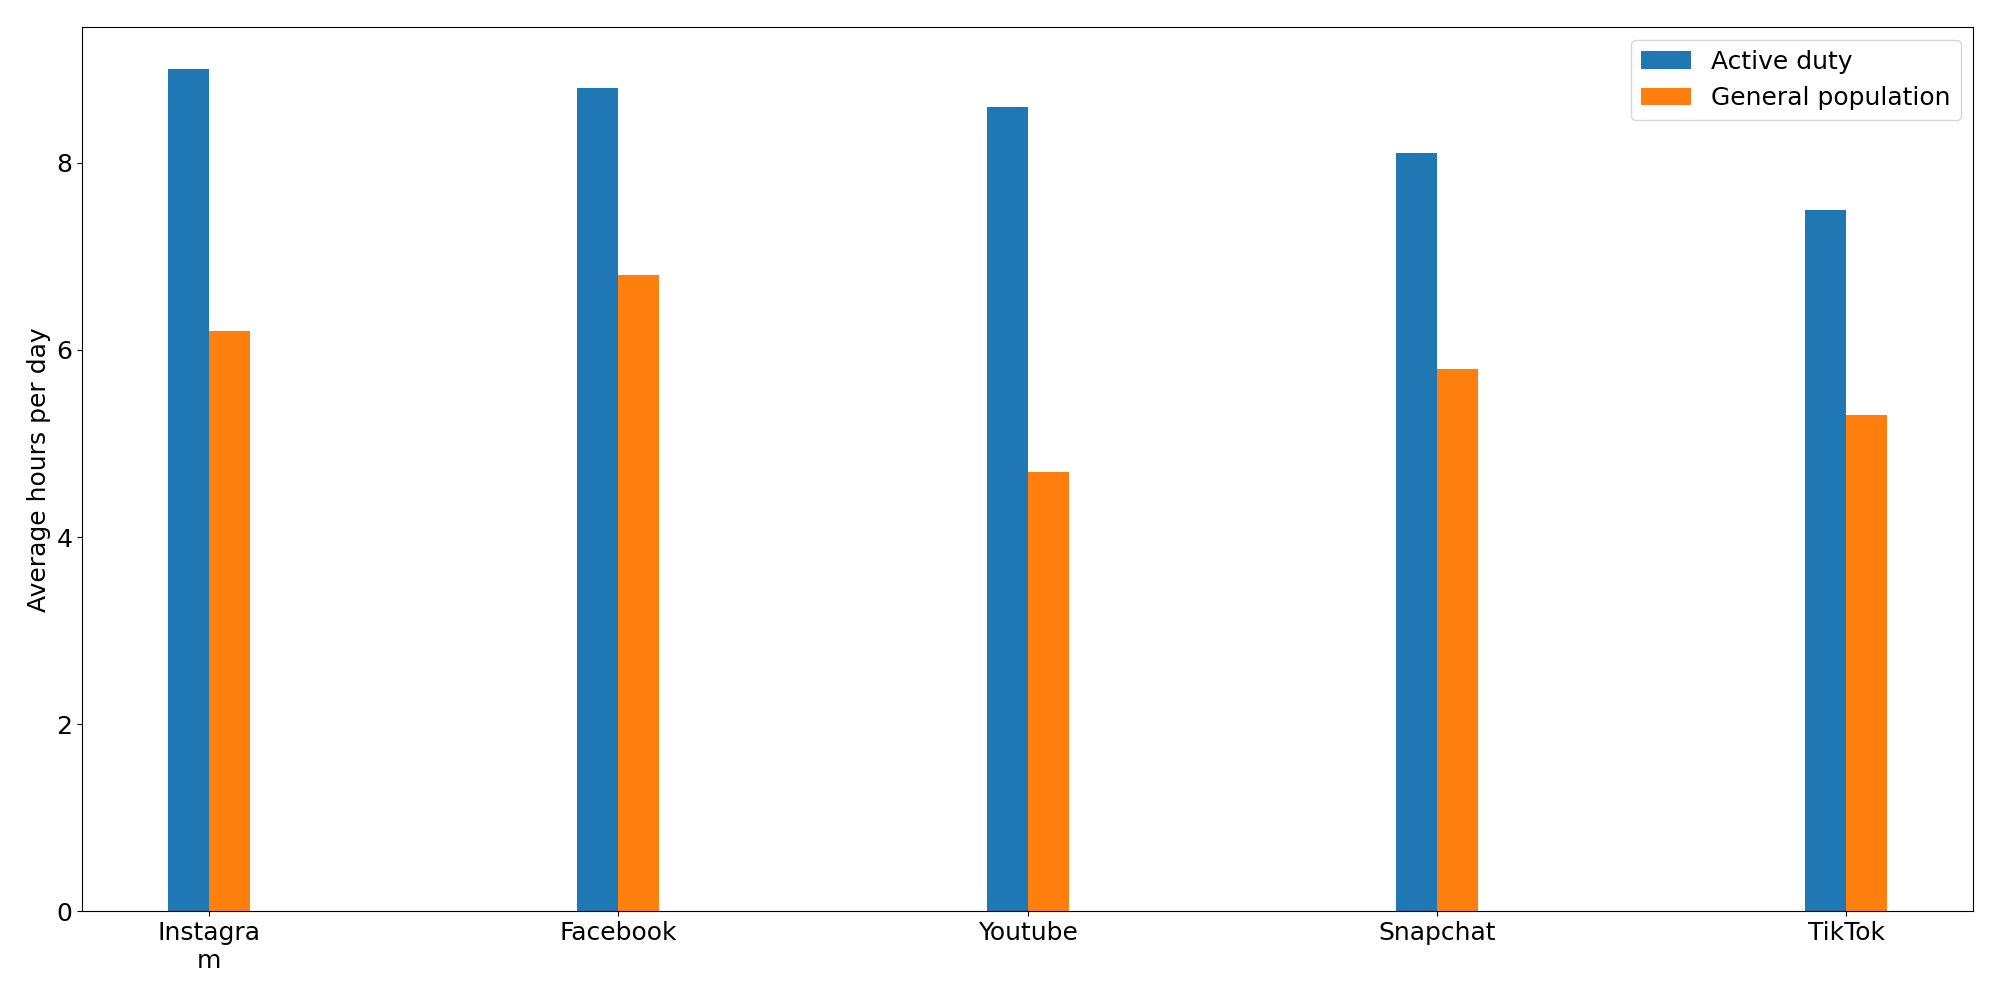 Active duty
General population
Average hours per day
8
6
4
2
0
Instagra
m
Facebook
Youtube
Snapchat
TikTok